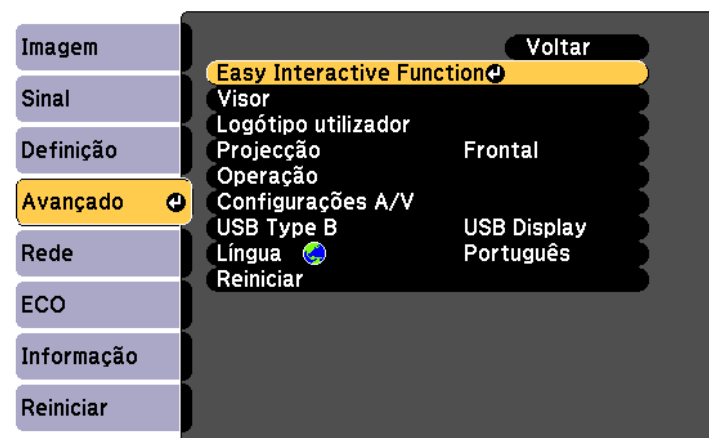 Imagem
Sinal
Definição
Avançado
Rede
ECO
Informação
Reiniciar
Voltar
Easy Interactive Function
Visor
Logótipo utilizador
Projecção Frontal
Operação
Configurações A/V
USB Type B USB Display
Língua Português
Reiniciar